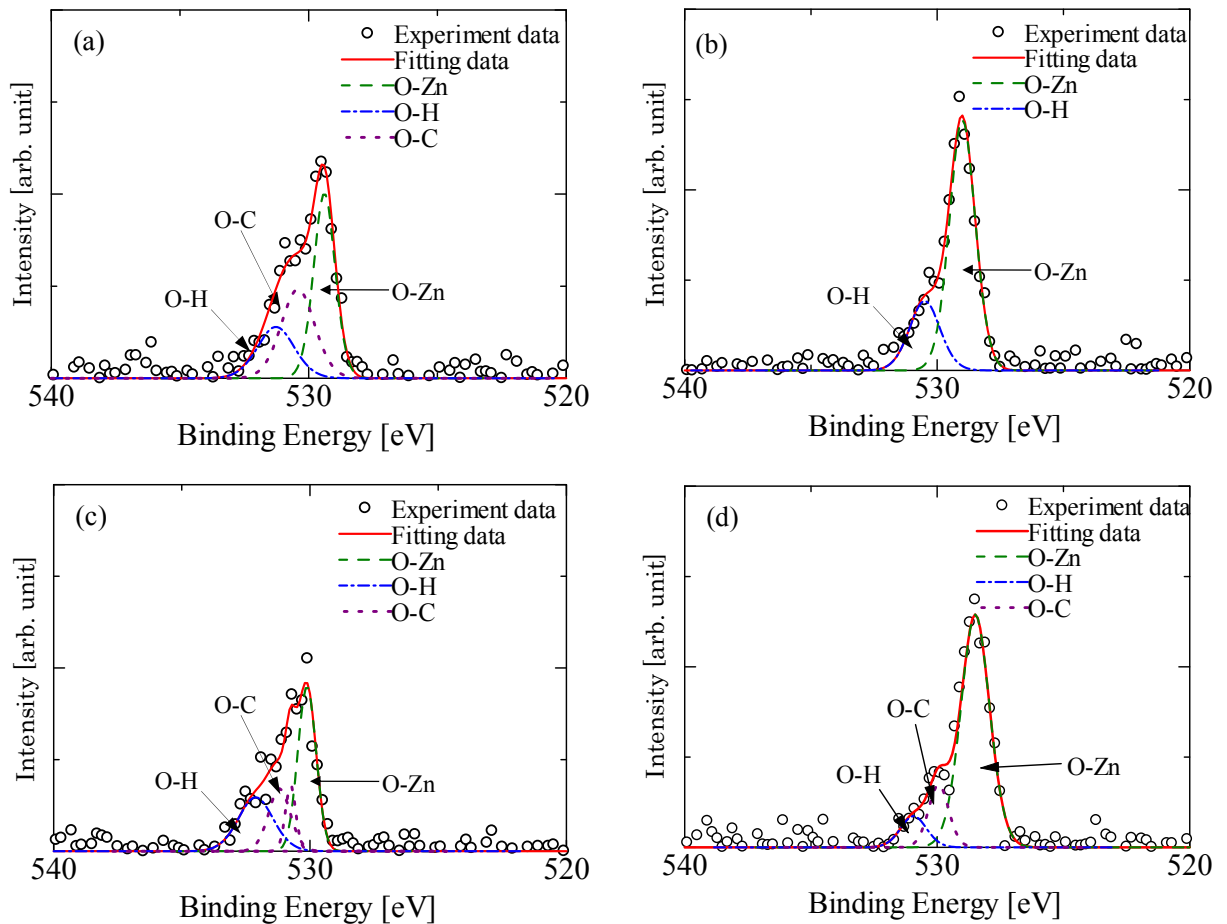 (a)
Experiment data
Fitting data
O-Zn
O-H
O-C
O-C
O-H
O-Zn
Intensity [arb. unit]
540 530 520
Binding Energy [eV]
(b)
Experiment data
Fitting data
O-Zn
O-H
O-Zn
O-H
Intensity [arb. unit]
540 530 520
Binding Energy [eV]
(c)
Experiment data
Fitting data
O-Zn
O-H
O-C
O-C
O-H
O-Zn
Intensity [arb. unit]
540 530 520
Binding Energy [eV]
(d)
Experiment data
Fitting data
O-Zn
O-H
O-C
O-C
O-H
O-Zn
Intensity [arb. unit]
540 530 520
Binding Energy [eV]